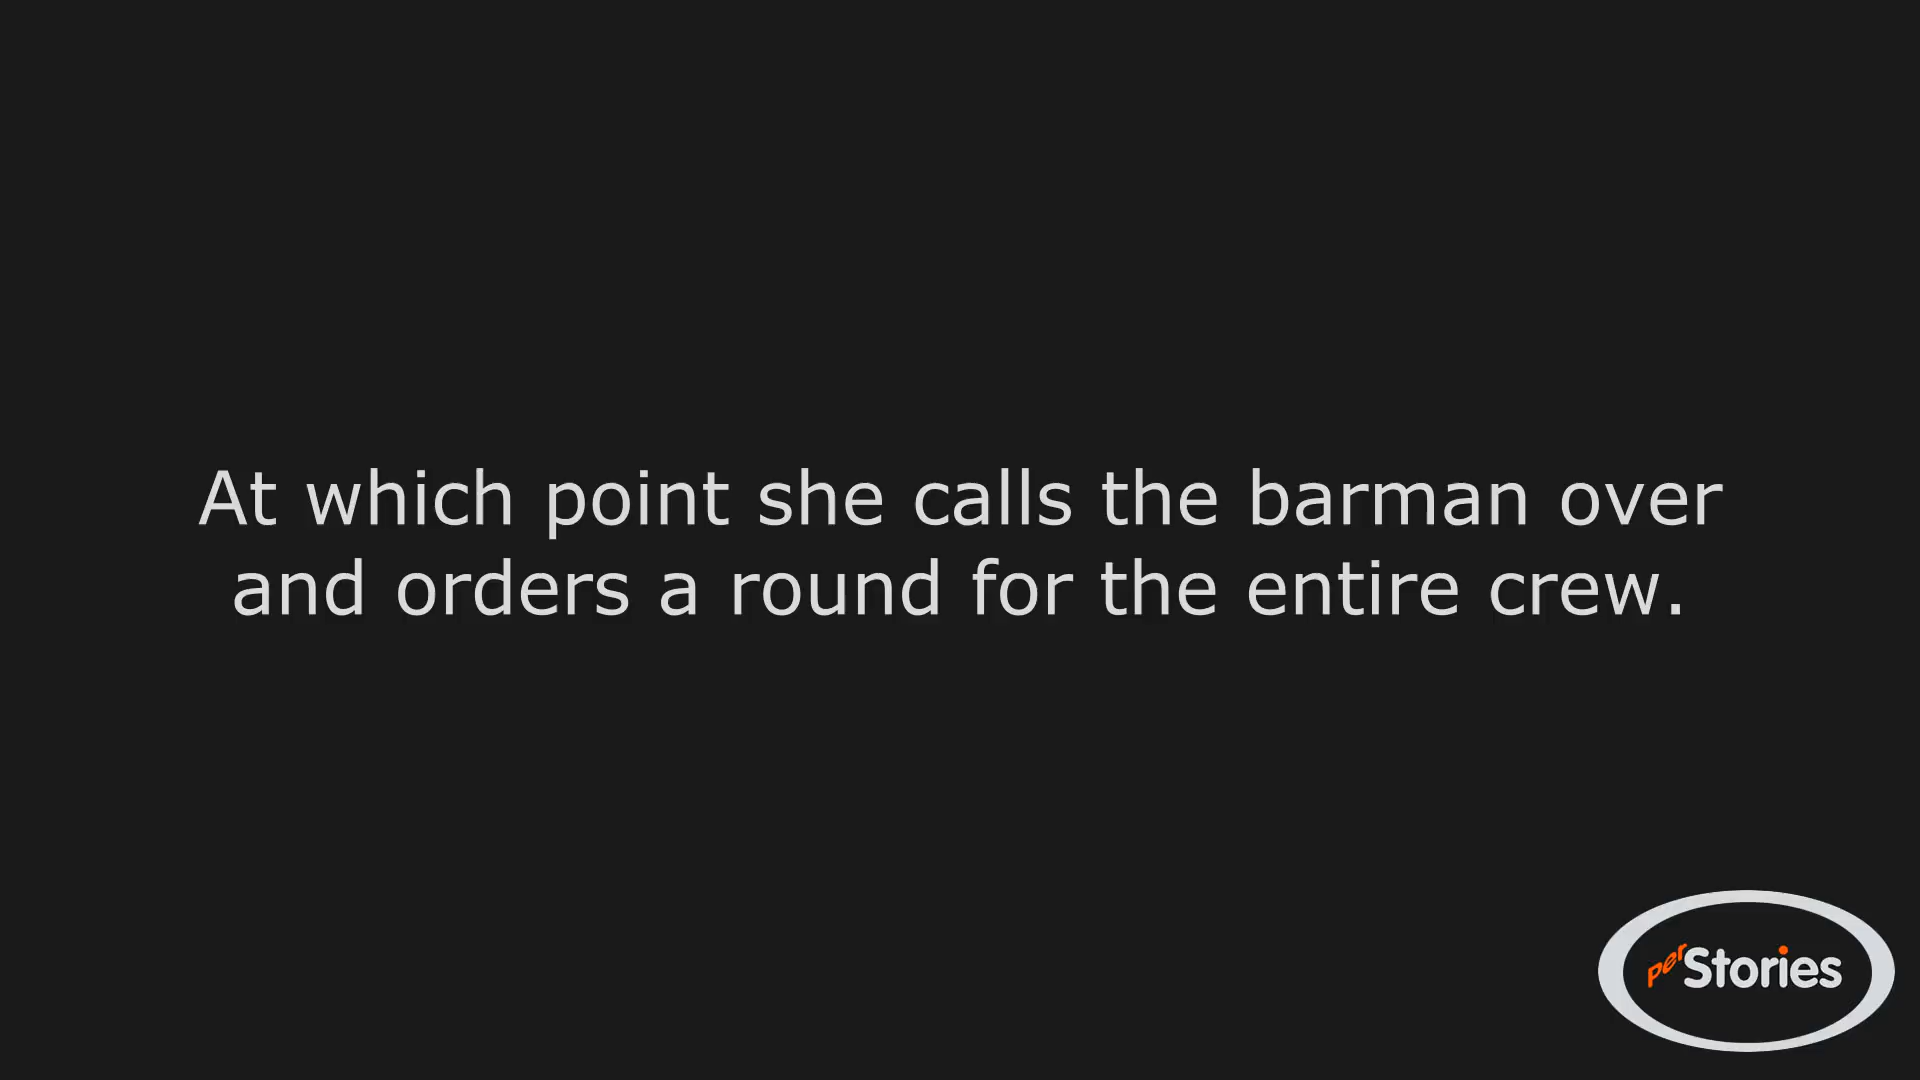 At which point she calls the barman over
and orders a round for the entire crew.
perStories